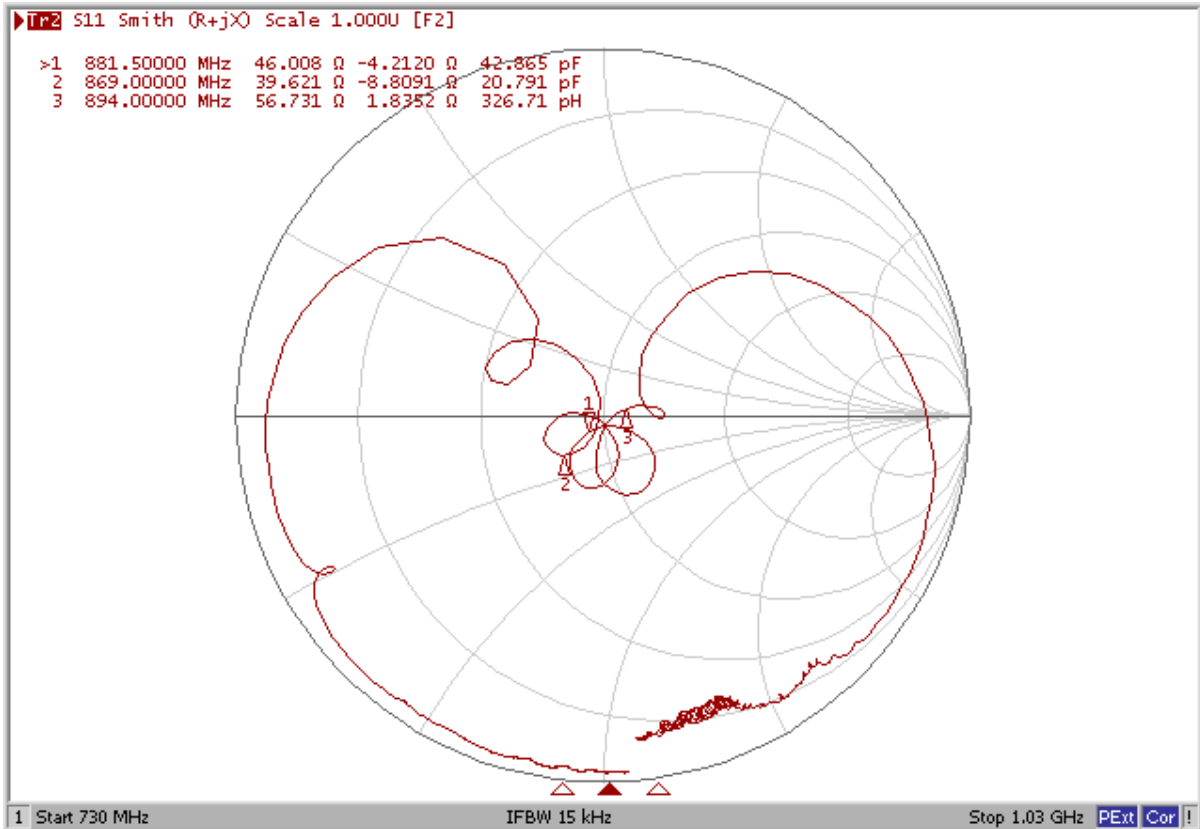 Tr2 S11 Smith (R+jX) Scale 1.000U [F2]
>1 881.50000 MHz 46.008 Ω -4.2120 Ω 42.865 pF
2 869.00000 MHz 39.621 Ω -8.8091 Ω 20.791 pF
3 894.00000 MHz 56.731 Ω 1.8352 Ω 326.71 pH
1
3
2
1 Start 730 MHz IFBW 15 kHz Stop 1.03 GHz PExt Cor !